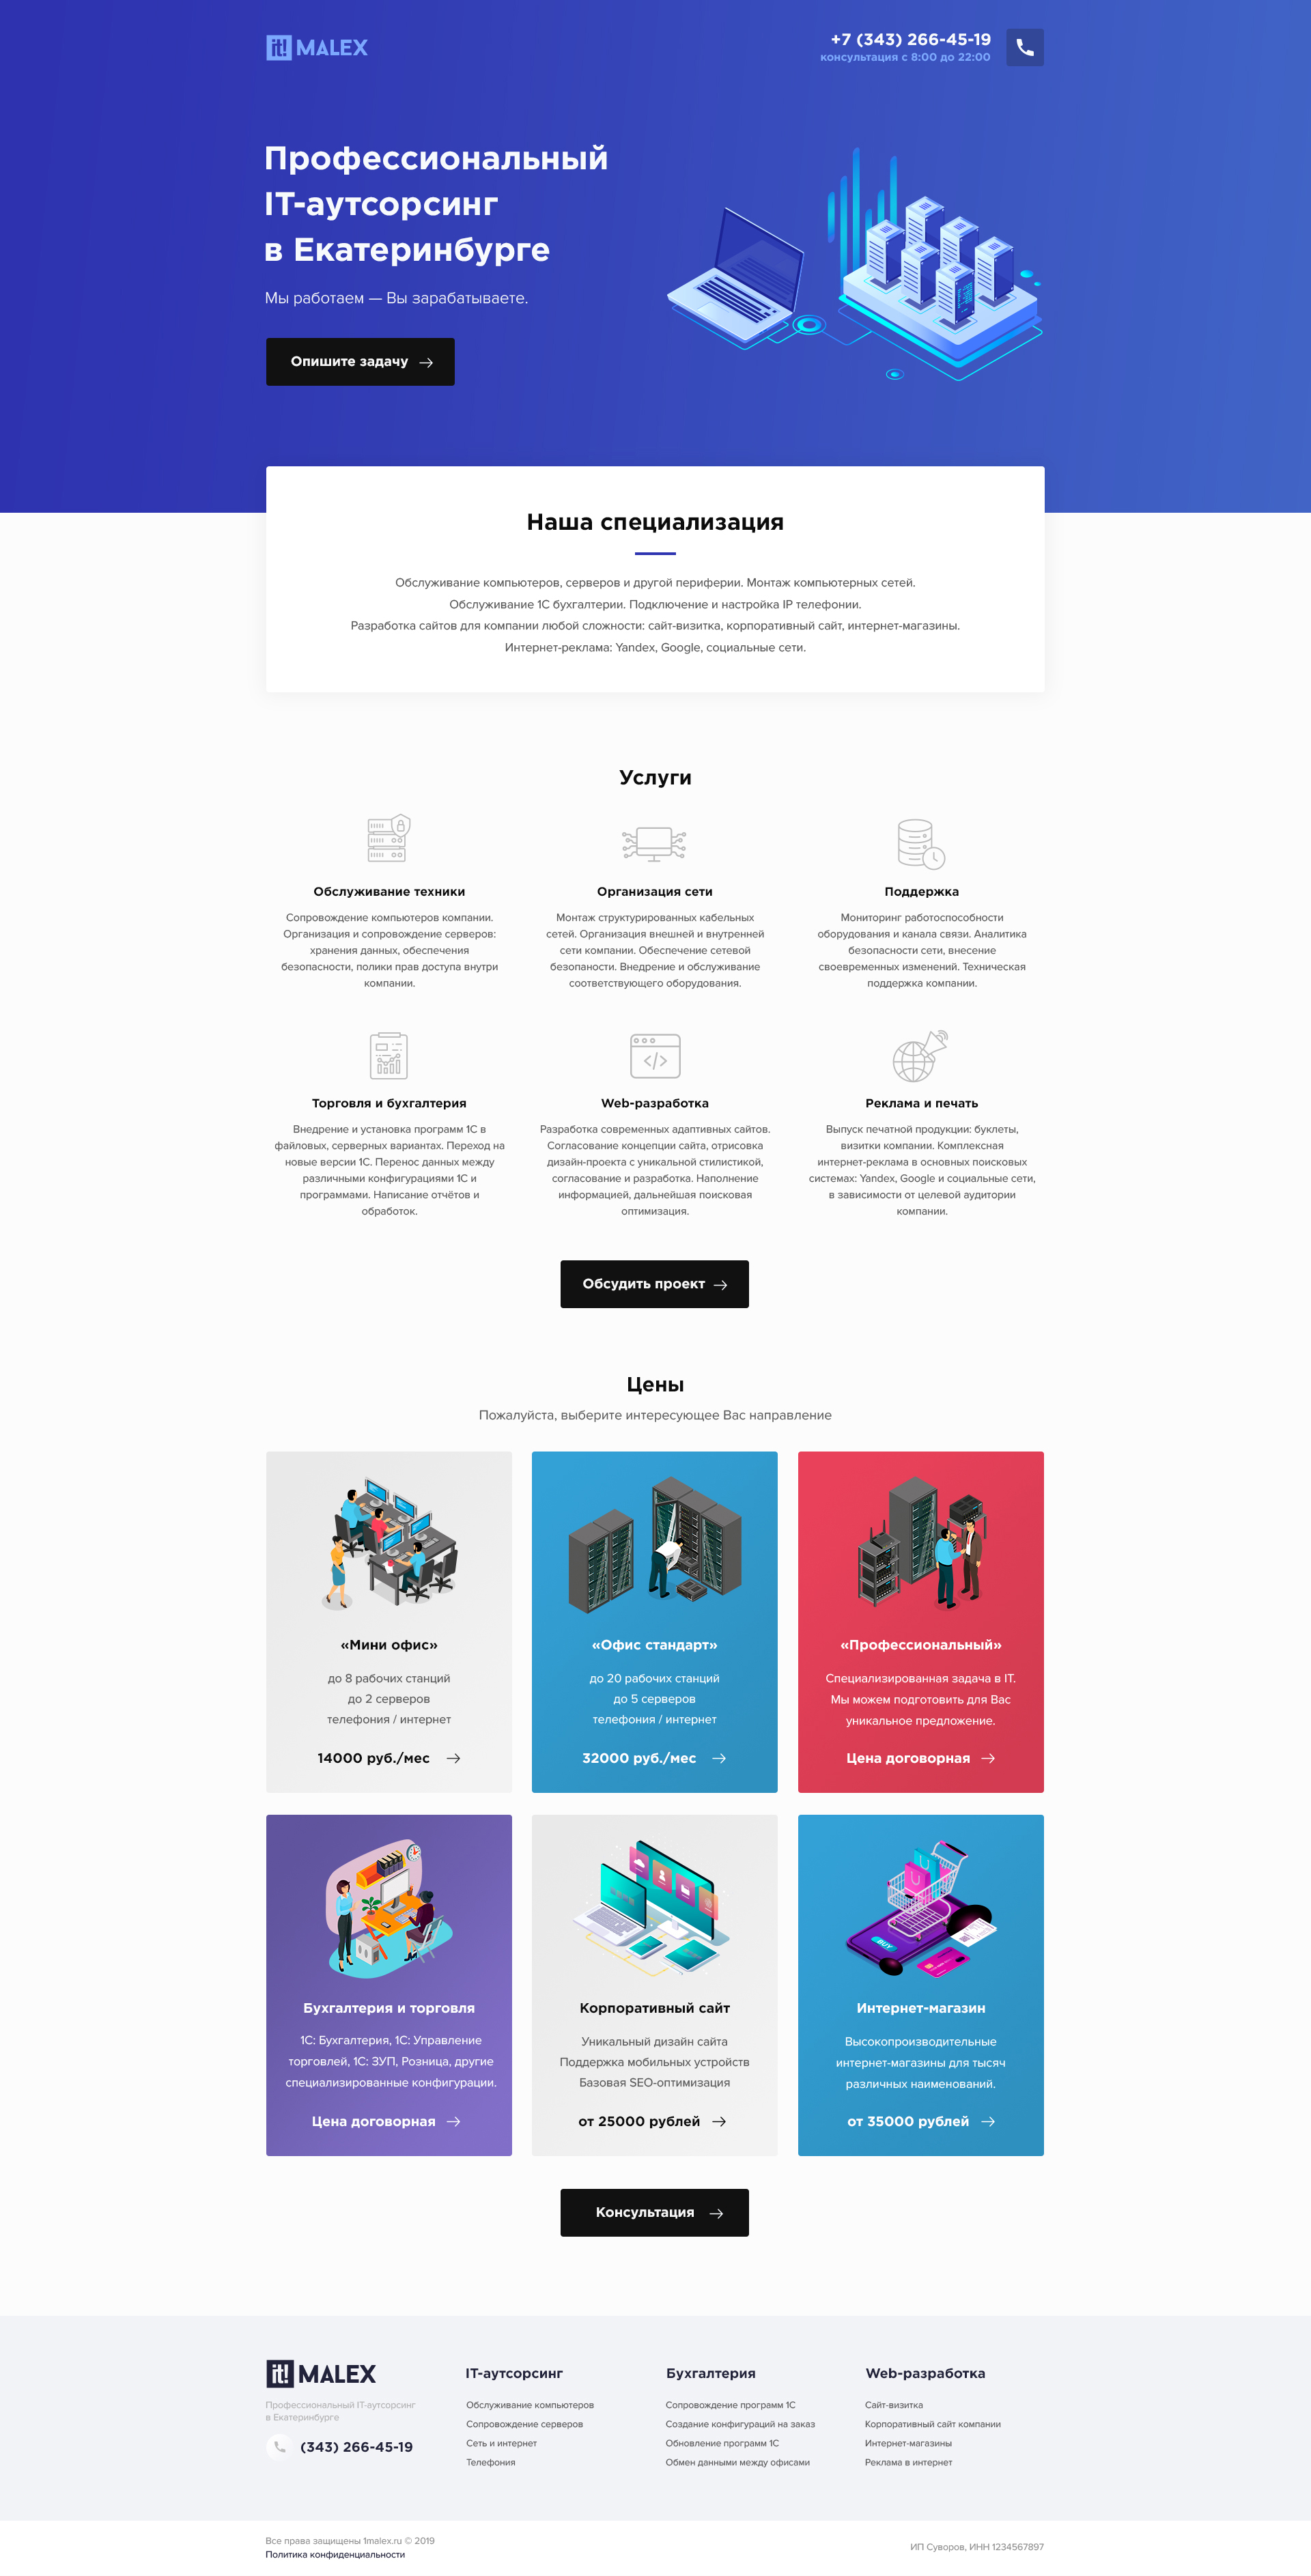 it! MALEX
+7 (343) 266-45-19
консультация с 8:00 до 22:00
Профессиональный
IT-аутсорсинг
в Екатеринбурге
Мы работаем — Вы зарабатываете.
Опишите задачу
Наша специализация
Обслуживание компьютеров, серверов и другой периферии. Монтаж компьютерных сетей.
Обслуживание 1С бухгалтерии. Подключение и настройка IP телефонии.
Разработка сайтов для компании любой сложности: сайт-визитка, корпоративный сайт, интернет-магазины.
Интернет-реклама: Yandex, Google, социальные сети.
Услуги
Обслуживание техники
Сопровождение компьютеров компании.
Организация и сопровождение серверов:
хранения данных, обеспечения
безопасности, полики прав доступа внутри
компании.
Организация сети
Монтаж структурированных кабельных
сетей. Организация внешней и внутренней
сети компании. Обеспечение сетевой
безопаности. Внедрение и обслуживание
соответствующего оборудования.
Поддержка
Мониторинг работоспособности
оборудования и канала связи. Аналитика
безопасности сети, внесение
своевременных изменений. Техническая
поддержка компании.
Торговля и бухгалтерия
Внедрение и установка программ 1С в
файловых, серверных вариантах. Переход на
новые версии 1С. Перенос данных между
различными конфигурациями 1С и
программами. Написание отчётов и
обработок.
Web-разработка
Разработка современных адаптивных сайтов.
Согласование концепции сайта, отрисовка
дизайн-проекта с уникальной стилистикой,
согласование и разработка. Наполнение
информацией, дальнейшая поисковая
оптимизация.
Реклама и печать
Выпуск печатной продукции: буклеты,
визитки компании. Комплексная
интернет-реклама в основных поисковых
системах: Yandex, Google и социальные сети,
в зависимости от целевой аудитории
компании.
Обсудить проект
Цены
Пожалуйста, выберите интересующее Вас направление
«Мини офис»
до 8 рабочих станций
до 2 серверов
телефония / интернет
14000 руб./мес
«Офис стандарт»
до 20 рабочих станций
до 5 серверов
телефония / интернет
32000 руб./мес
«Профессиональный»
Специализированная задача в IT.
Мы можем подготовить для Вас
уникальное предложение.
Цена договорная
Бухгалтерия и торговля
1С: Бухгалтерия, 1С: Управление
торговлей, 1С: ЗУП, Розница, другие
специализированные конфигурации.
Цена договорная
Корпоративный сайт
Уникальный дизайн сайта
Поддержка мобильных устройств
Базовая SEO-оптимизация
от 25000 рублей
BUY
Интернет-магазин
Высокопроизводительные
интернет-магазины для тысяч
различных наименований.
от 35000 рублей
Консультация
it! MALEX
Профессиональный IT-аутсорсинг
в Екатеринбурге
(343) 266-45-19
IT-аутсорсинг
Обслуживание компьютеров
Сопровождение серверов
Сеть и интернет
Телефония
Бухгалтерия
Сопровождение программ 1С
Создание конфигураций на заказ
Обновление программ 1С
Обмен данными между офисами
Web-разработка
Сайт-визитка
Корпоративный сайт компании
Интернет-магазины
Реклама в интернет
Все права защищены 1malex.ru © 2019
Политика конфиденциальности
ИП Суворов, ИНН 1234567897